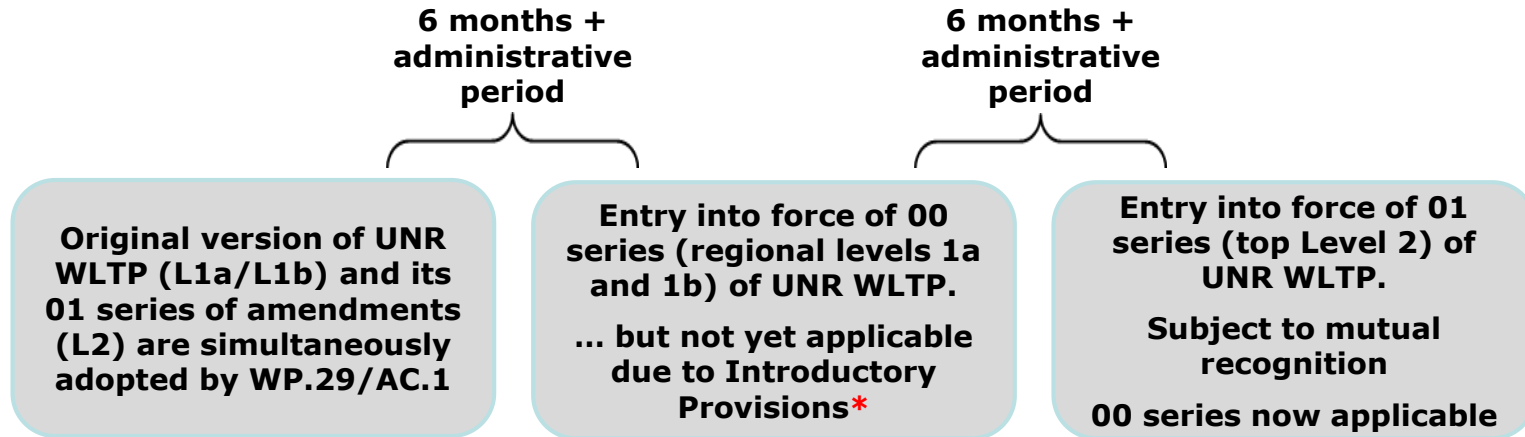 6 months +
administrative
period
6 months +
administrative
period
Original version of UNR
WLTP (L1a/L1b) and its
01 series of amendments
(L2) are simultaneously
adopted by WP.29/AC.1
Entry into force of 00
series (regional levels 1a
and 1b) of UNR WLTP.
... but not yet applicable
due to Introductory
Provisions*
Entry into force of 01
series (top Level 2) of
UNR WLTP.
Subject to mutual
recognition
00 series now applicable